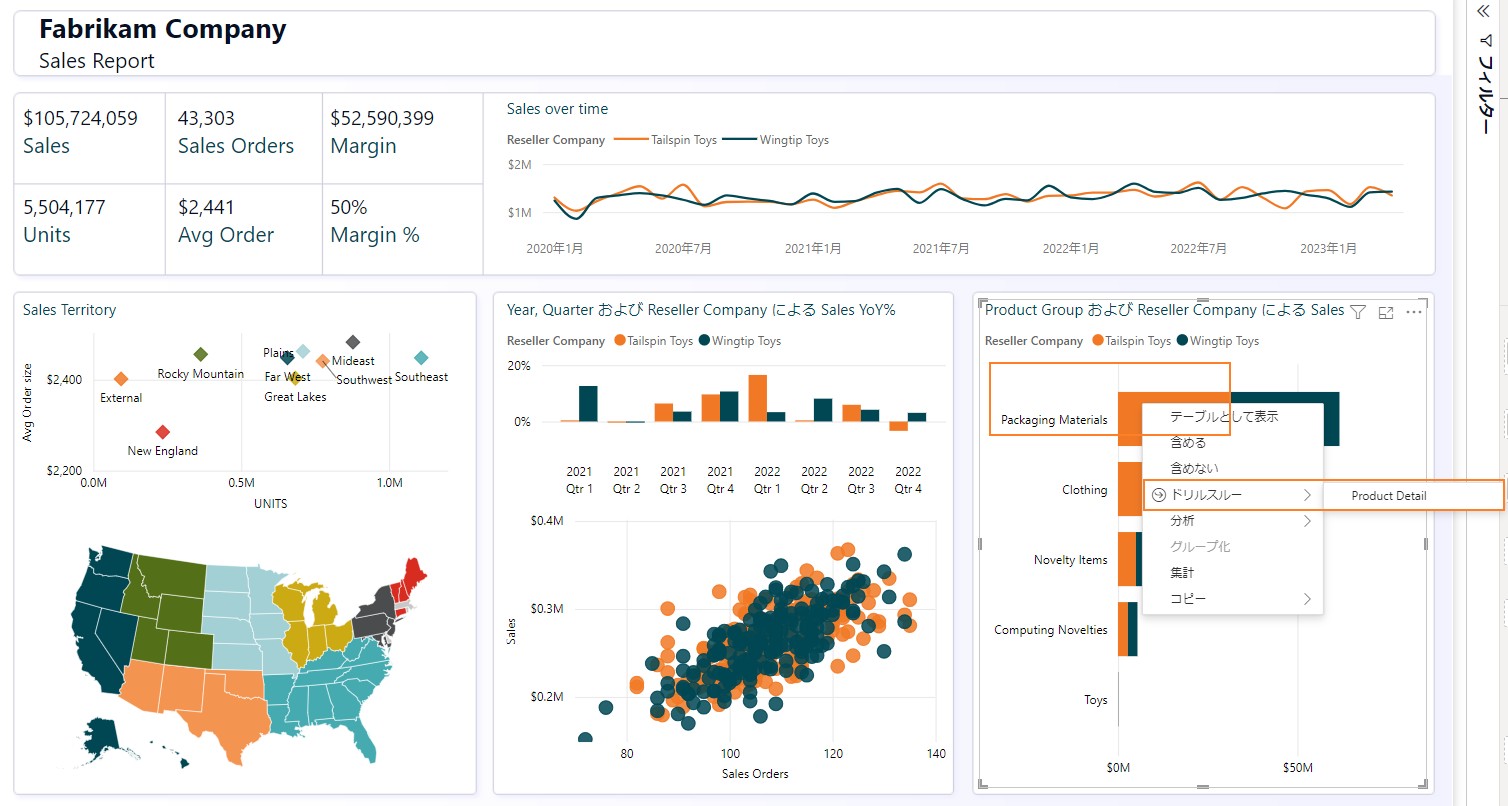 Fabrikam Company
Sales Report
フィルター
$105,724,059
Sales
43,303
Sales Orders
$52,590,399
Margin
5,504,177
Units
$2,441
Avg Order
50%
Margin %
Sales over time
Reseller Company Tailspin Toys Wingtip Toys
$2M
$1M
2020年1月 2020年7月 2021年1月 2021年7月 2022年1月 2022年7月 2023年1月
Sales Territory
Avg Order size
$2,400
$2,200
Plains
Mideast
Rocky Mountain
Far West
Southwest
Southeast
External
Great Lakes
New England
0.0M 0.5M 1.0M
UNITS
Year, Quarter および Reseller Company による Sales YoY%
Reseller Company Tailspin Toys Wingtip Toys
20%
0%
2021 2021 2021 2021 2022 2022 2022 2022
Qtr 1 Qtr 2 Qtr 3 Qtr 4 Qtr 1 Qtr 2 Qtr 3 Qtr 4
$0.4M
$0.3M
$0.2M
Sales
80 100 120 140
Sales Orders
Product Group および Reseller Company による Sales
Reseller Company Tailspin Toys Wingtip Toys
Packaging Materials
Clothing
Novelty Items
Computing Novelties
Toys
$0M $50M
テーブルとして表示
含める
含めない
ドリルスルー
Product Detail
分析
グループ化
集計
コピー